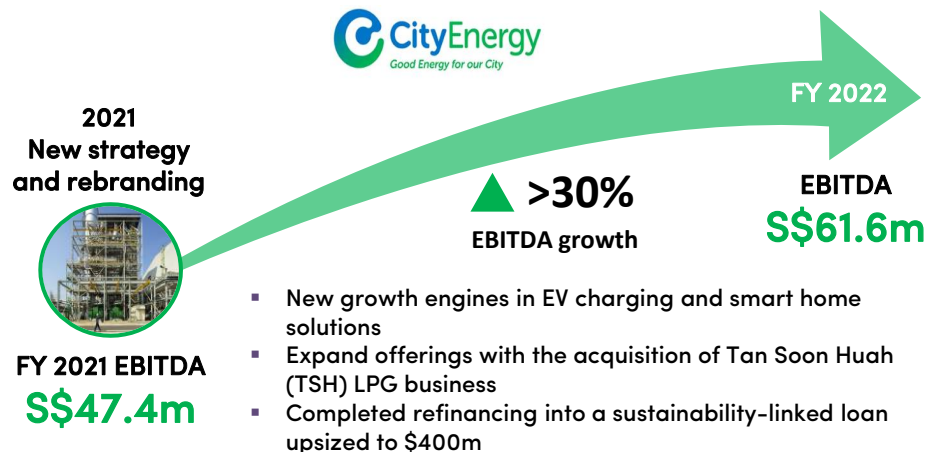 CityEnergy
Good Energy for our City
FY 2022
2021
New strategy
and rebranding
>30%
EBITDA growth
EBITDA
S$61.6m
FY 2021 EBITDA
S$47.4m
▪ New growth engines in EV charging and smart home
solutions
▪ Expand offerings with the acquisition of Tan Soon Huah
(TSH) LPG business
▪ Completed refinancing into a sustainability-linked loan
upsized to $400m